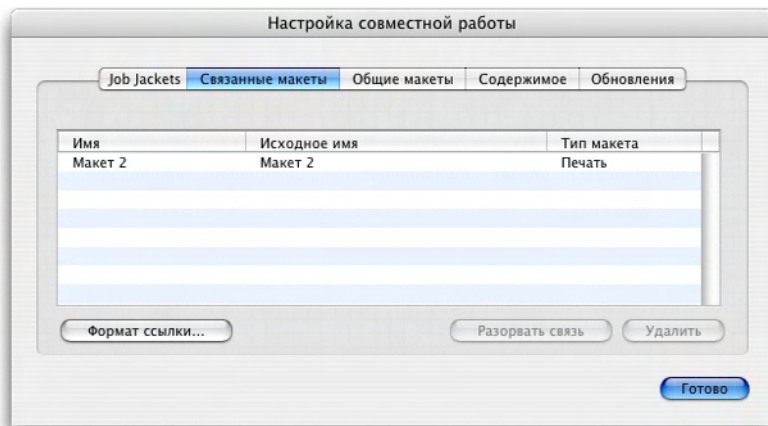 Настройка совместной работы
Job Jackets Связанные макеты Общие макеты Содержимое Обновления
Имя Исходное имя Тип макета
Макет 2 Макет 2 Печать
Формат ссылки... Разорвать связь Удалить
Готово